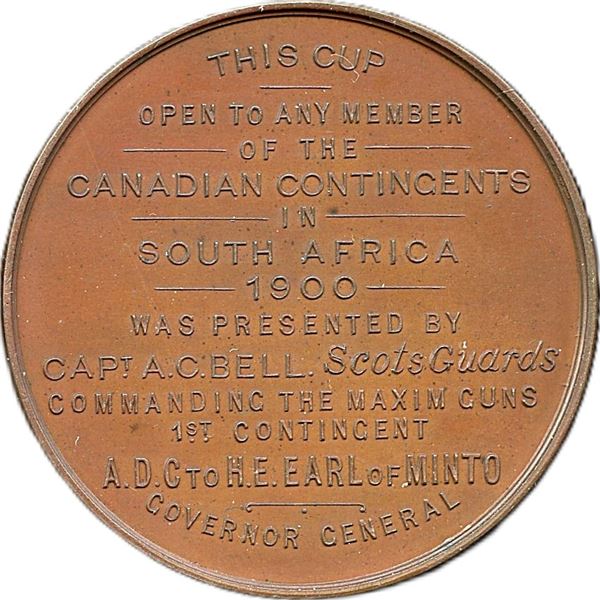 THIS CUP
OPEN TO ANY MEMBER
OF THE
CANADIAN CONTINGENTS
IN
SOUTH AFRICA
1900
WAS PRESENTED BY
CAPT A.C. BELL. Scots Guards
COMMANDING THE MAXIM GUNS
1ST CONTINGENT
A.D.C TO H.E. EARL OF MINTO
GOVERNOR GENERAL